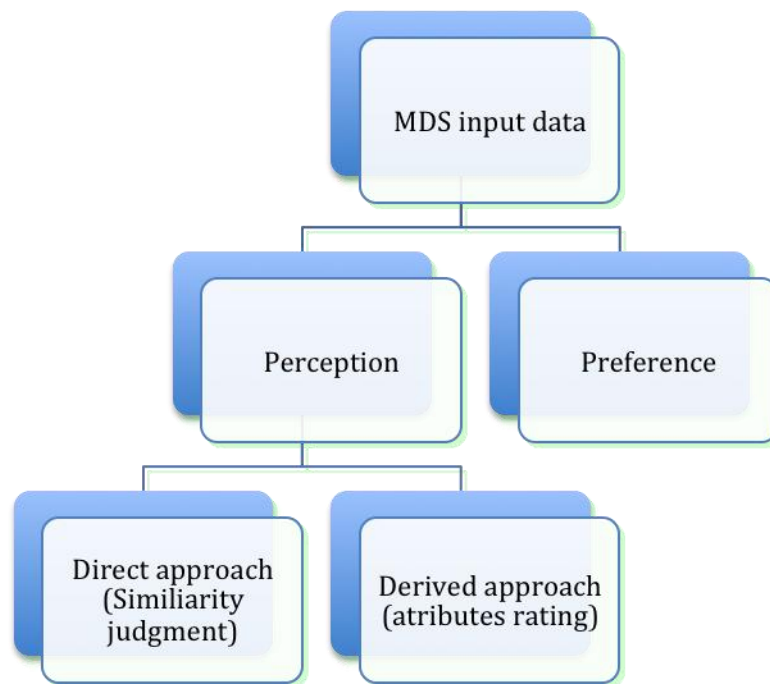 MDS input data
Perception
Preference
Direct approach
(Similiarity
judgment)
Derived approach
(atributes rating)